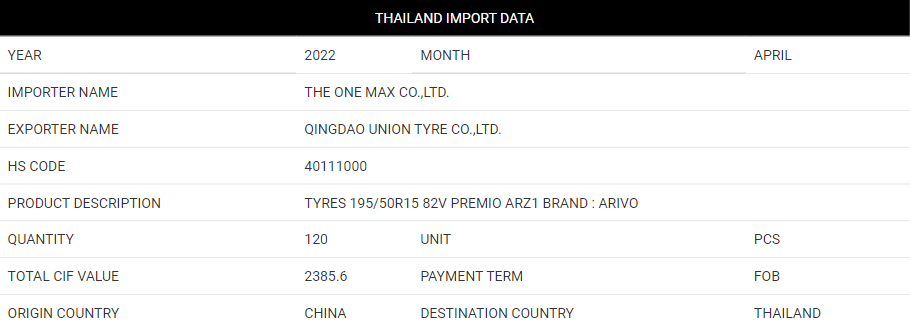 THAILAND IMPORT DATA
YEAR 2022 MONTH APRIL
IMPORTER NAME THE ONE MAX CO.,LTD.
EXPORTER NAME QINGDAO UNION TYRE CO.,LTD.
HS CODE 40111000
PRODUCT DESCRIPTION TYRES 195/50R15 82V PREMIO ARZ1 BRAND : ARIVO
QUANTITY 120 UNIT PCS
TOTAL CIF VALUE 2385.6 PAYMENT TERM FOB
ORIGIN COUNTRY CHINA DESTINATION COUNTRY THAILAND